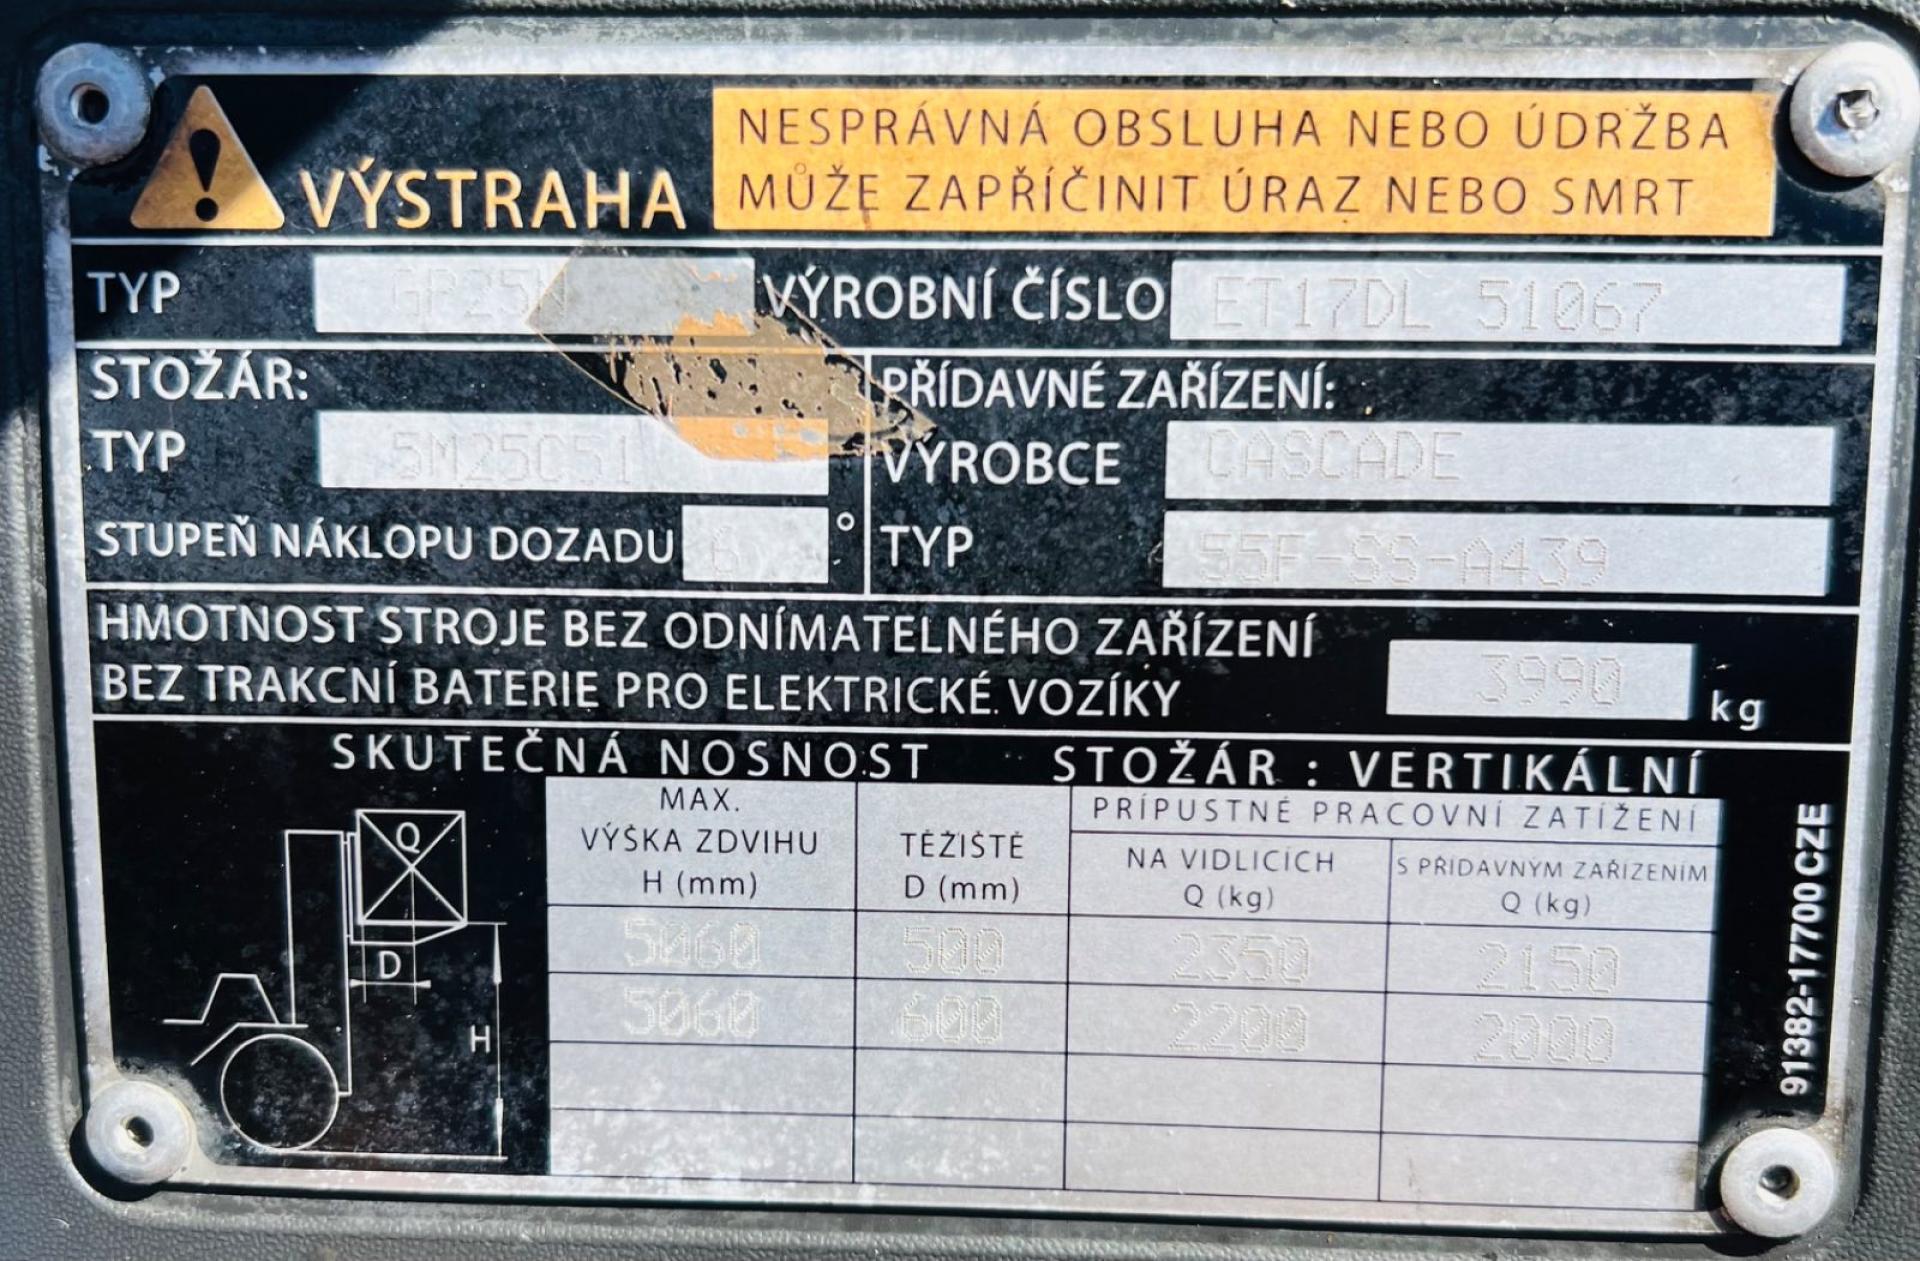 VÝSTRAHA
NESPRÁVNÁ OBSLUHA NEBO ÚDRŽBA
MŮŽE ZAPŘÍČINIT ÚRAZ NEBO SMRT
TYP GP25N VÝROBNÍ ČÍSLO ET17DL 51067
STOŽÁR:
TYP 5M25C51
STUPEŇ NÁKLOPU DOZADU 6 °
PŘÍDAVNÉ ZAŘÍZENÍ:
VÝROBCE CASCADE
TYP 55F-SS-A439
HMOTNOST STROJE BEZ ODNÍMATELNÉHO ZAŘÍZENÍ
BEZ TRAKCNÍ BATERIE PRO ELEKTRICKÉ VOZÍKY 3990 kg
SKUTEČNÁ NOSNOST STOŽÁR : VERTIKÁLNÍ
Q
D
H
MAX.
VÝŠKA ZDVIHU
H (mm)
TĚŽIŠTĚ
D (mm)
PRÍPUSTNÉ PRACOVNÍ ZATÍŽENÍ
NA VIDLICÍCH
Q (kg)
S PŘÍDAVNÝM ZAŘÍZENÍM
Q (kg)
5060 500 2350 2150
5060 600 2200 2000
91382-17700 CZE